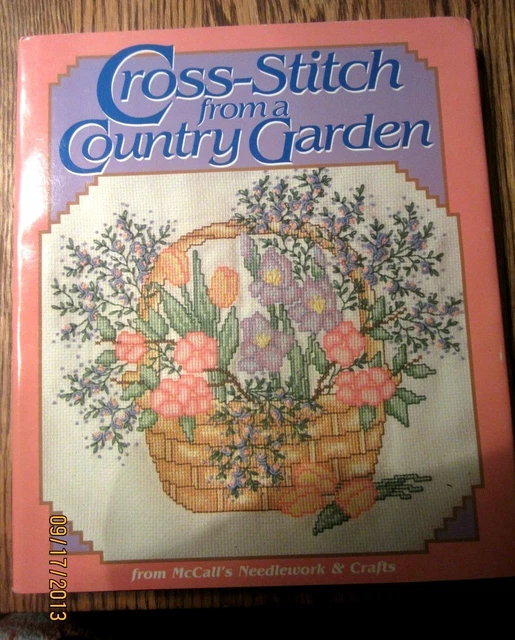 Cross-Stitch
from a
Country Garden
from McCall's Needlework & Crafts
09/17/2013